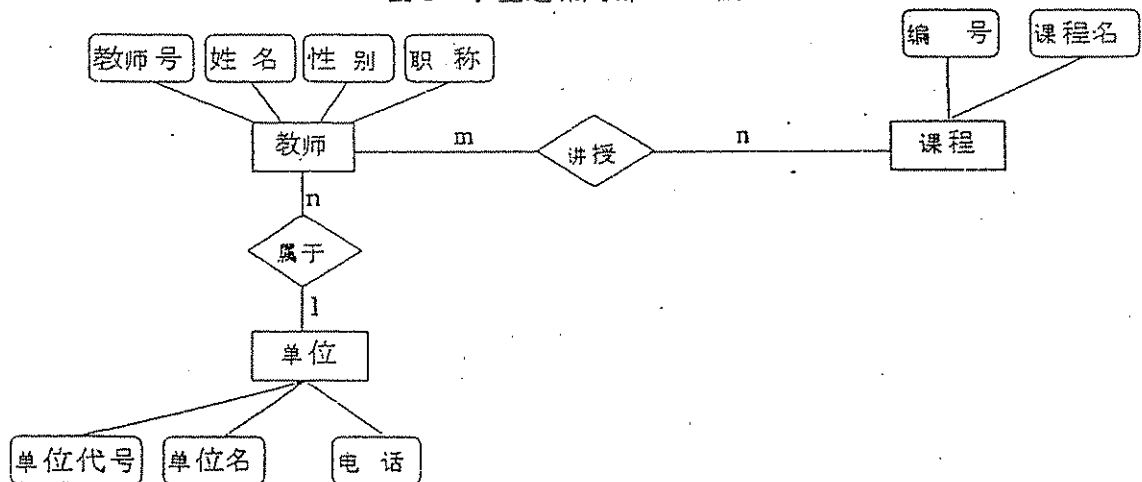 编 号 课程名
教师号 姓名 性别 职称
教师 m 讲授 n 课程
n
属于
1
单位
单位代号 单位名 电 话